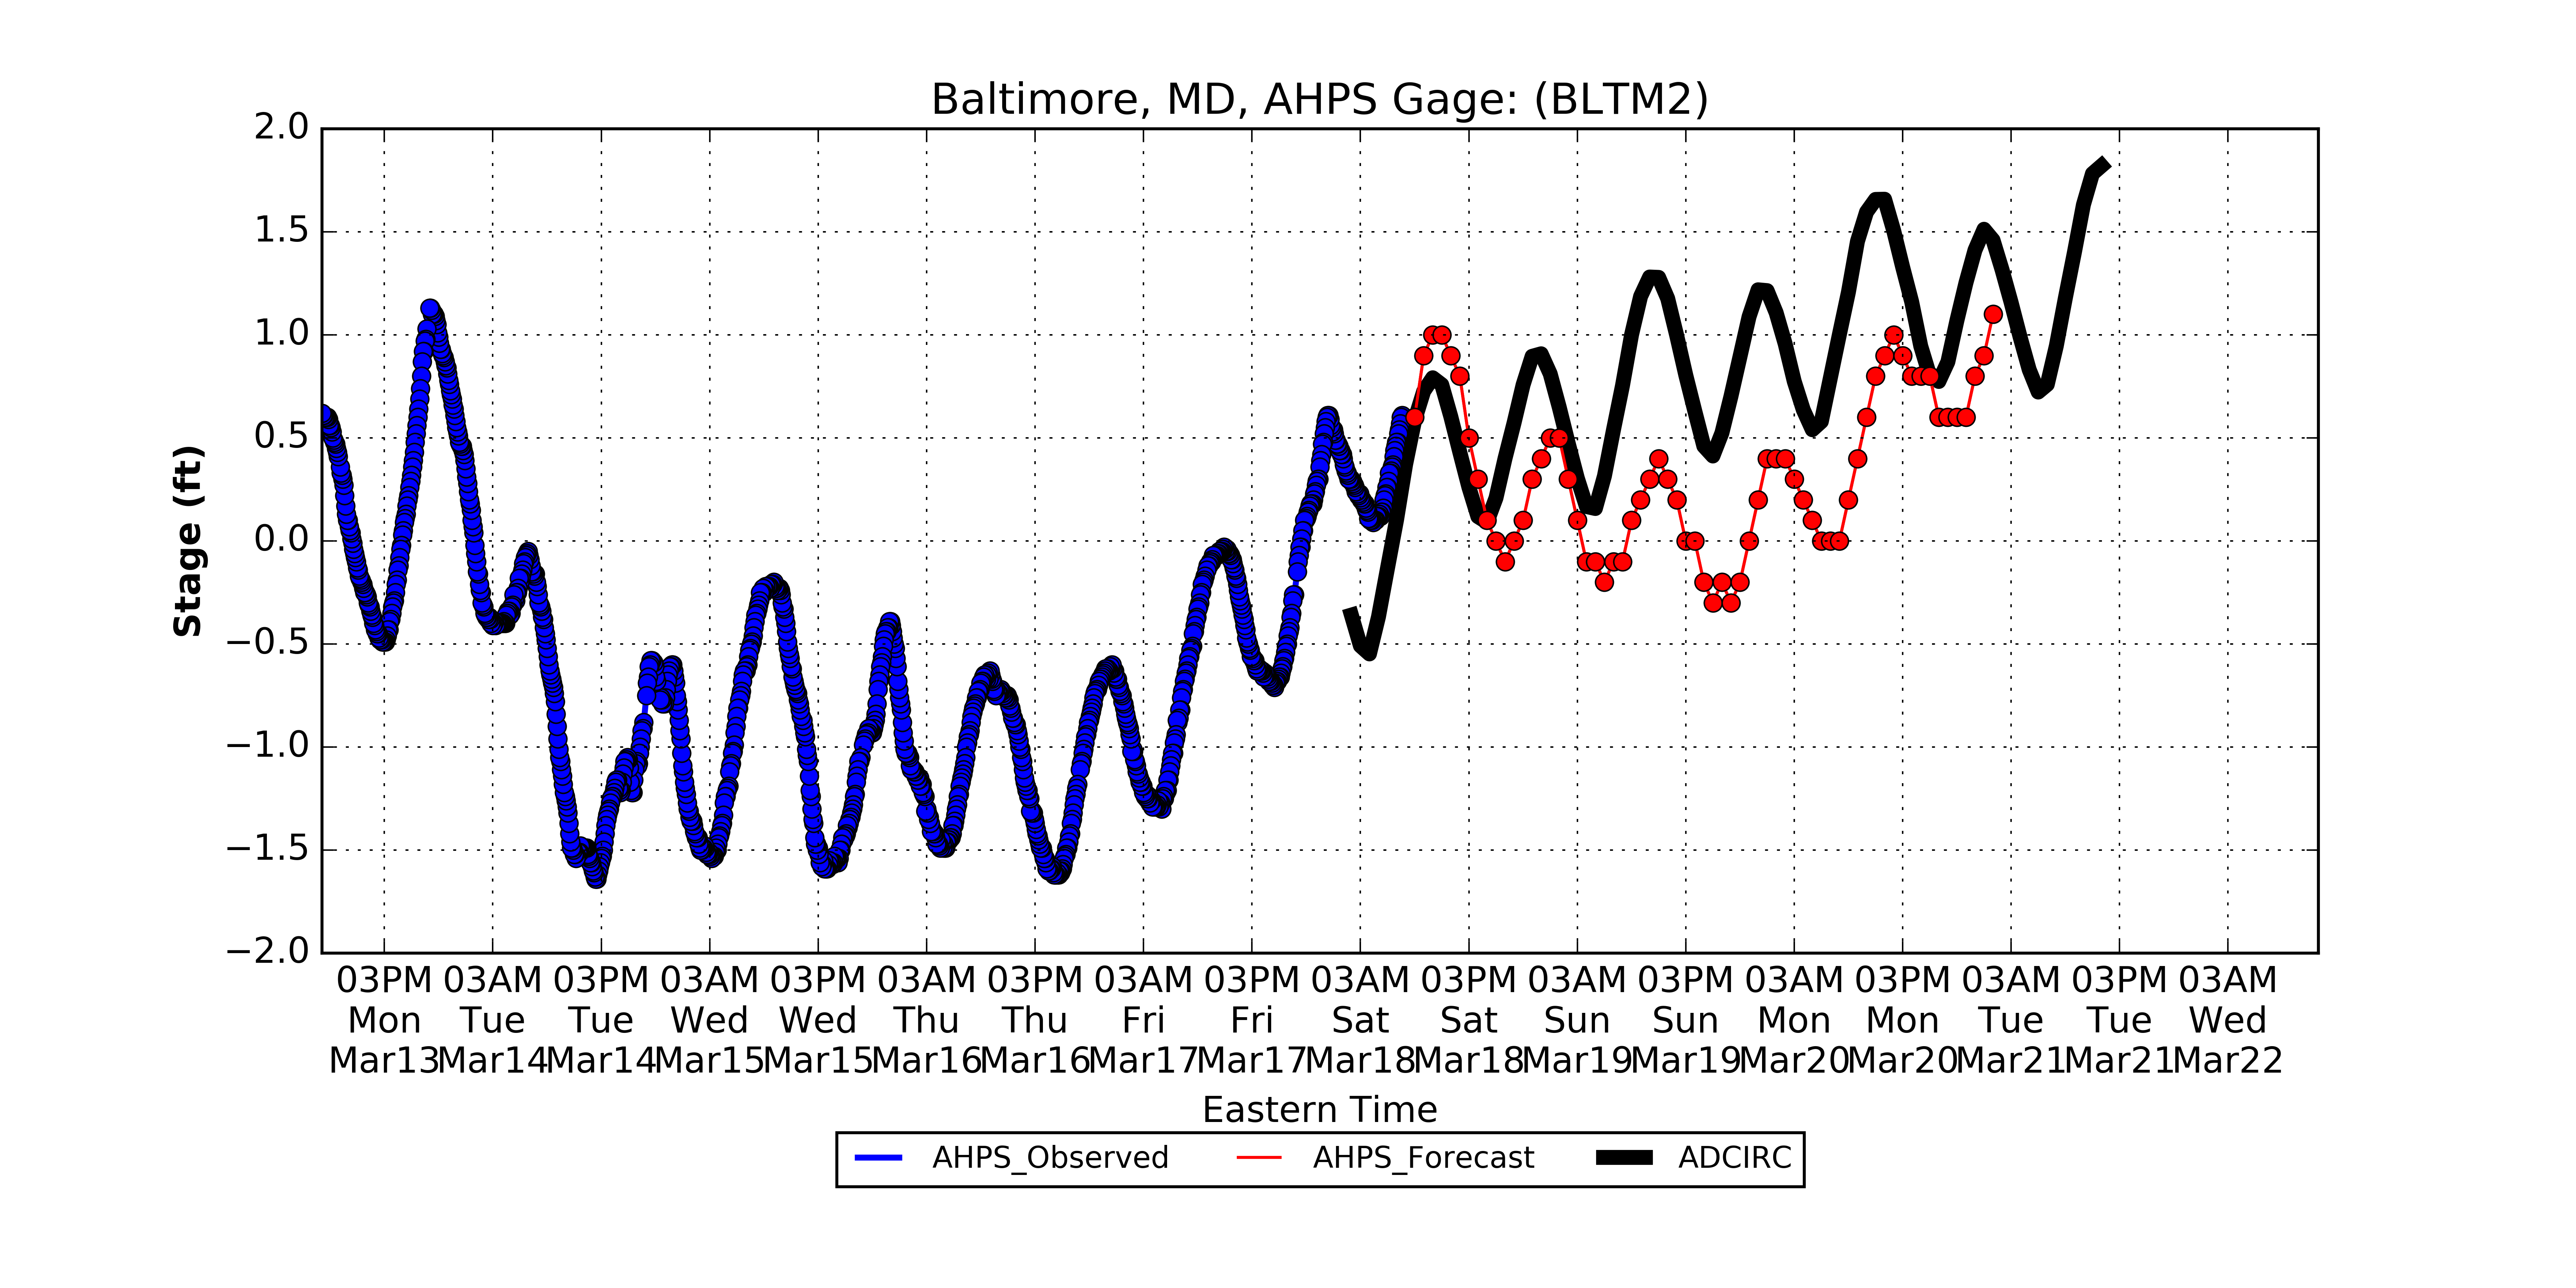 Baltimore, MD, AHPS Gage: (BLTM2)
Stage (ft)
2.0
1.5
1.0
0.5
0.0
−0.5
−1.0
−1.5
−2.0
03PM 03AM 03PM 03AM 03PM 03AM 03PM 03AM 03PM 03AM 03PM 03AM 03PM 03AM 03PM 03AM 03PM 03AM
Mon Tue Tue Wed Wed Thu Thu Fri Fri Sat Sat Sun Sun Mon Mon Tue Tue Wed
Mar13 Mar14 Mar14 Mar15 Mar15 Mar16 Mar16 Mar17 Mar17 Mar18 Mar18 Mar19 Mar19 Mar20 Mar20 Mar21 Mar21 Mar22
Eastern Time
AHPS_Observed AHPS_Forecast ADCIRC